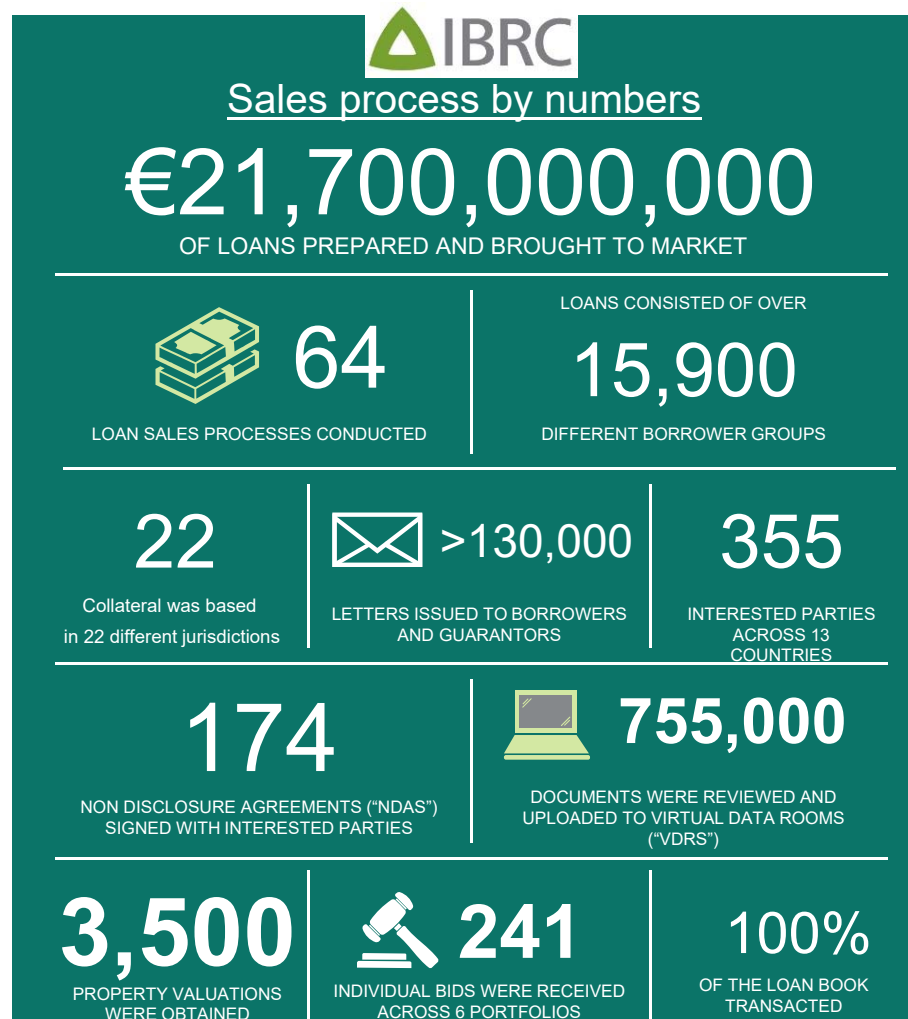 IBRC
Sales process by numbers
€21,700,000,000
OF LOANS PREPARED AND BROUGHT TO MARKET
64
LOAN SALES PROCESSES CONDUCTED
LOANS CONSISTED OF OVER
15,900
DIFFERENT BORROWER GROUPS
22
Collateral was based
in 22 different jurisdictions
>130,000
LETTERS ISSUED TO BORROWERS
AND GUARANTORS
355
INTERESTED PARTIES
ACROSS 13
COUNTRIES
174
NON DISCLOSURE AGREEMENTS (“NDAS”)
SIGNED WITH INTERESTED PARTIES
755,000
DOCUMENTS WERE REVIEWED AND
UPLOADED TO VIRTUAL DATA ROOMS
(“VDRS”)
3,500
PROPERTY VALUATIONS
WERE OBTAINED
241
INDIVIDUAL BIDS WERE RECEIVED
ACROSS 6 PORTFOLIOS
100%
OF THE LOAN BOOK
TRANSACTED